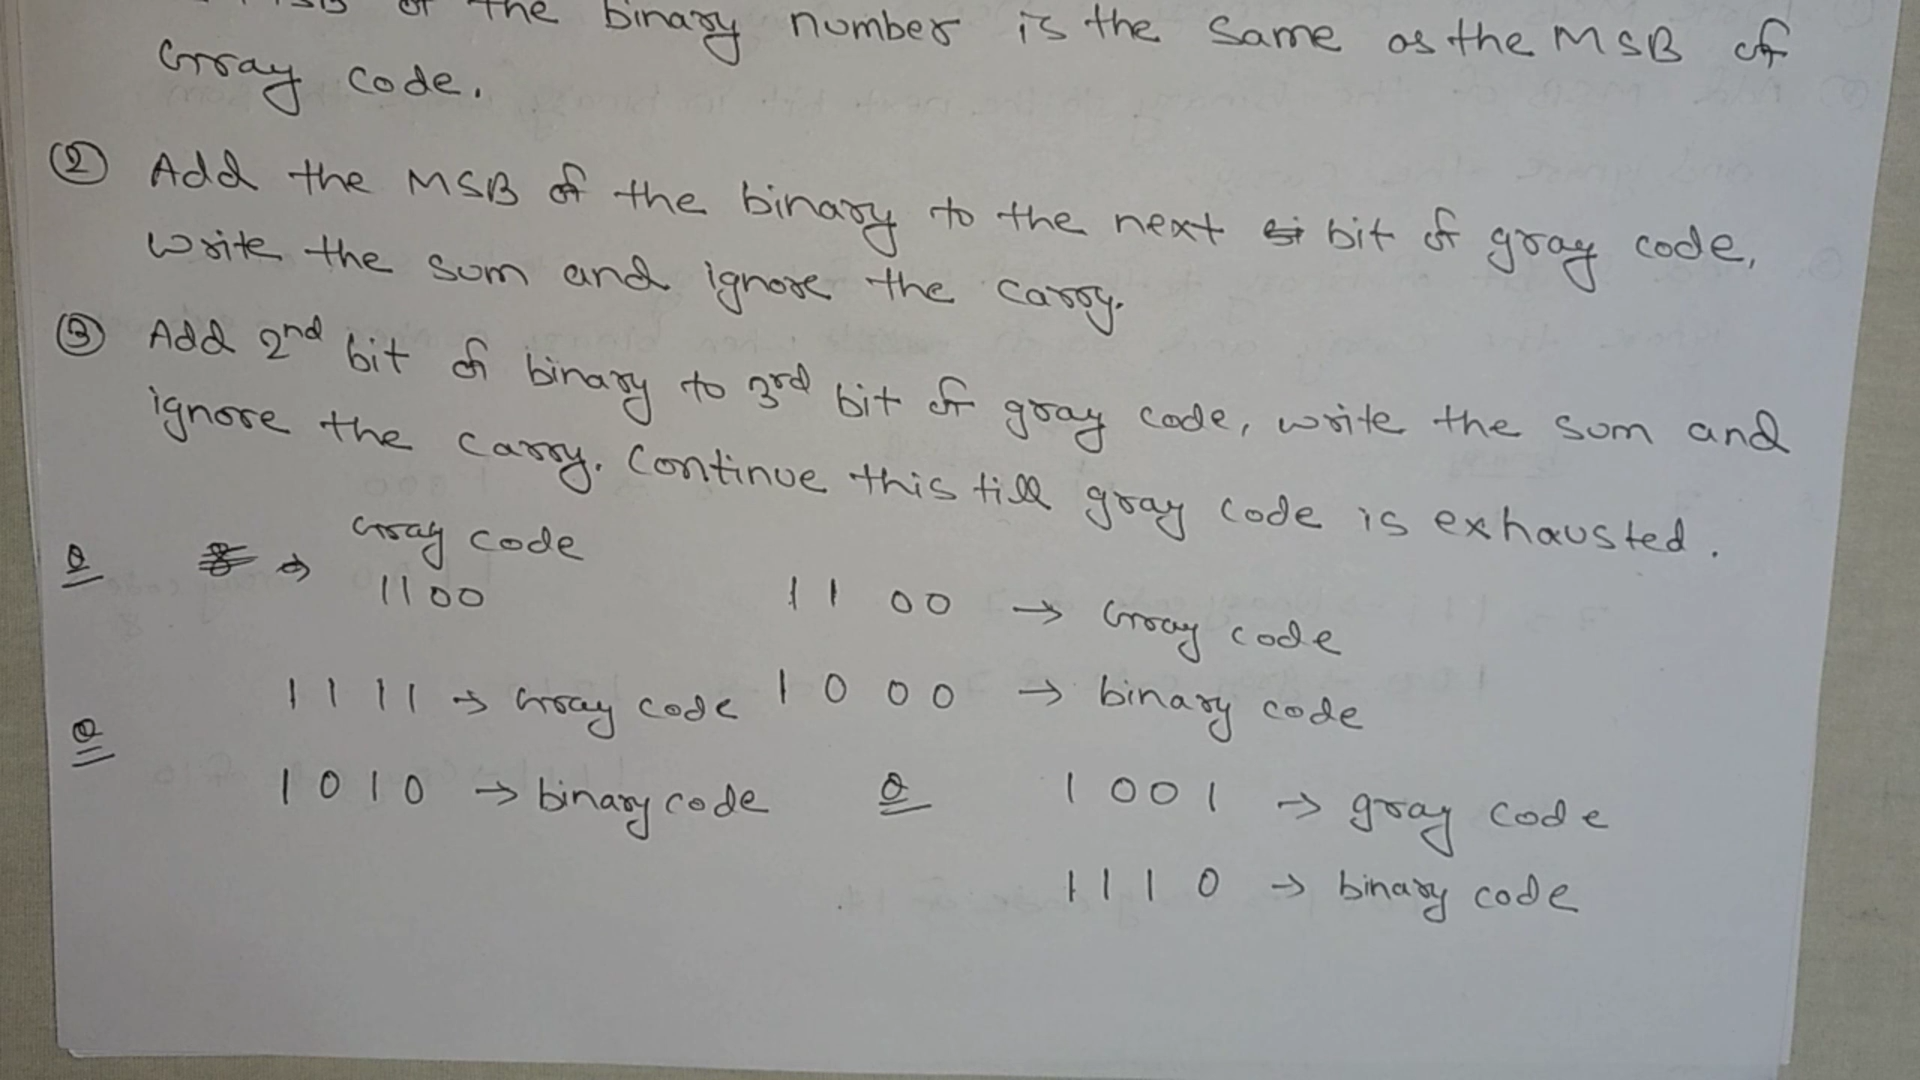 of the binary number is the same as the MSB of
Gray code.
② Add the MSB of the binary to the next bit of gray code,
write the sum and ignore the carry.
③ Add 2nd bit of binary to 3rd bit of gray code, write the sum and
ignore the carry. Continue this till gray code is exhausted.
Q → Gray code
1100
1 1 0 0 → Gray code
1 0 0 0 → binary code
Q 1 1 1 1 → Gray code
1 0 1 0 → binary code
Q 1 0 0 1 → gray code
1 1 1 0 → binary code